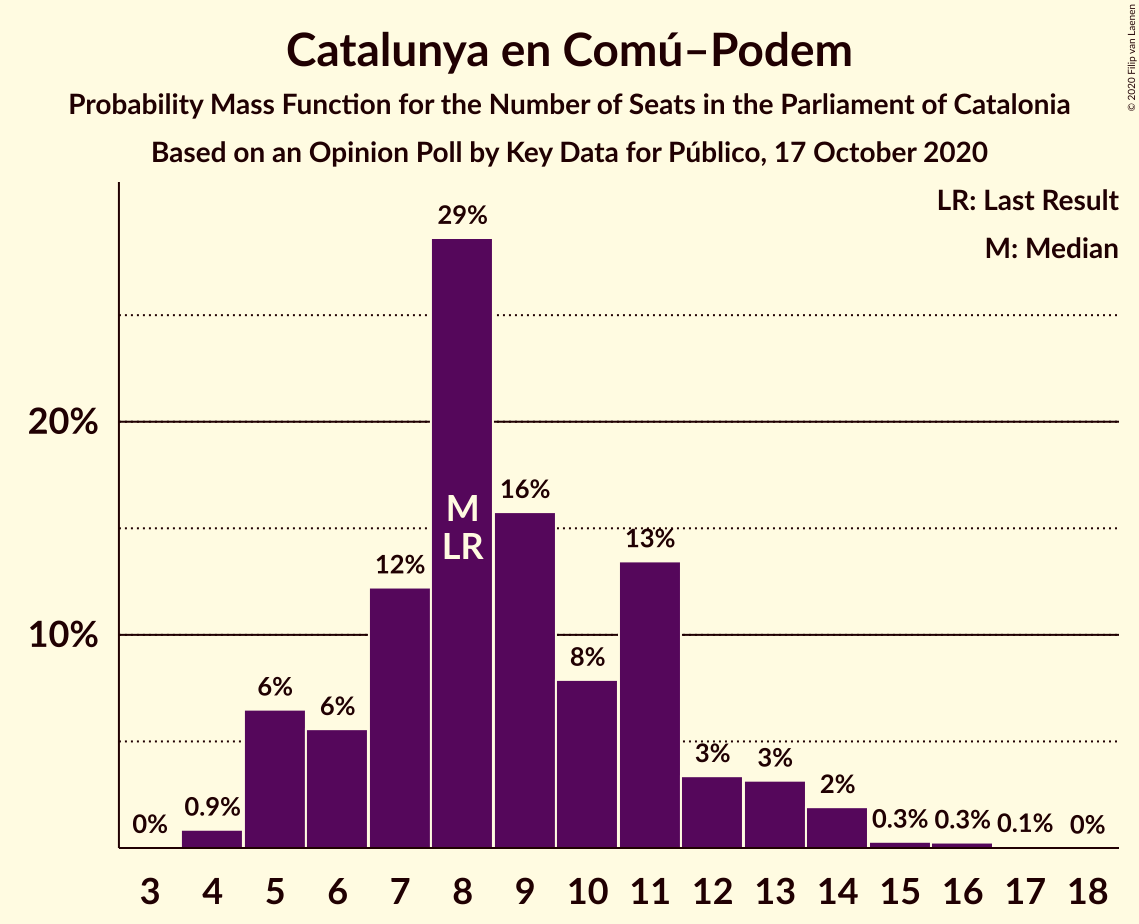 Catalunya en Comú–Podem
Probability Mass Function for the Number of Seats in the Parliament of Catalonia
Based on an Opinion Poll by Key Data for Público, 17 October 2020
© 2020 Filip van Laenen
LR: Last Result
M: Median
29%
20%
16%
M
LR
13%
12%
10%
8%
6%
6%
3%
3%
2%
0%
0.9%
0.3%
0.3%
0.1%
0%
3 4 5 6 7 8 9 10 11 12 13 14 15 16 17 18